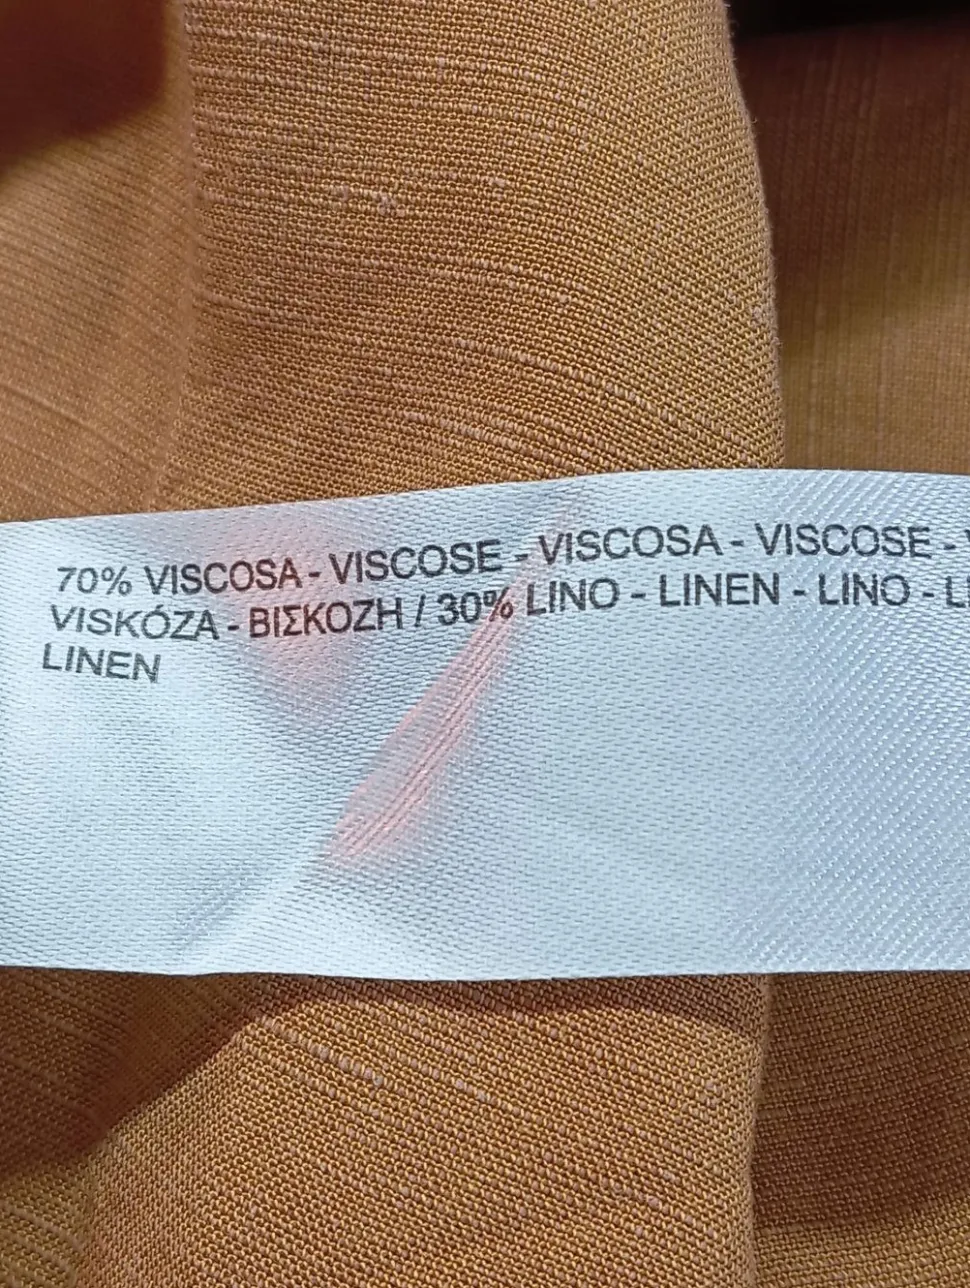 70% VISCOSA - VISCOSE - VISCOSA - VISCOSE -
VISKÓZA - ΒΙΣΚΟΖΗ / 30% LINO - LINEN - LINO -
LINEN